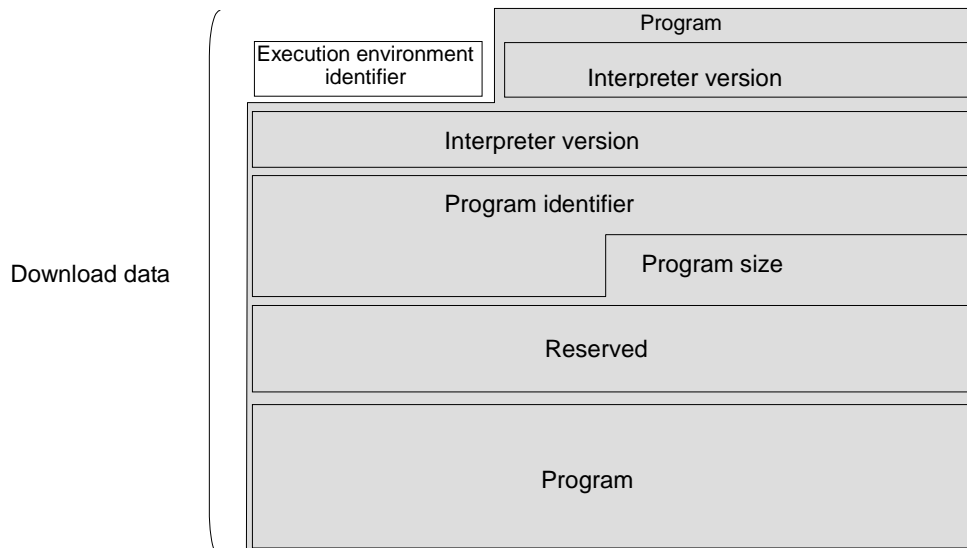 Program
Execution environment
identifier
Interpreter version
Interpreter version
Program identifier
Program size
Download data
Reserved
Program